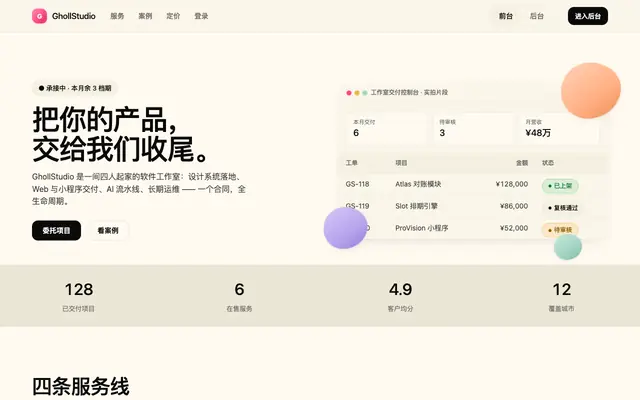 G GhollStudio 服务 案例 定价 登录 前台 后台 进入后台
承接中 · 本月余 3 档期
把你的产品，
交给我们收尾。
GhollStudio 是一间四人起家的软件工作室：设计系统落地、
Web 与小程序交付、AI 流水线、长期运维 —— 一个合同，全
生命周期。
委托项目 看案例
工作室交付控制台 · 实拍片段
本月交付 待审核 月营收
6 3 ¥48万
工单 项目 金额 状态
GS-118 Atlas 对账模块 ¥128,000 已上架
GS-119 Slot 排期引擎 ¥86,000 复核通过
0 ProVision 小程序 ¥52,000 待审核
128 6 4.9 12
已交付项目 在售服务 客户均分 覆盖城市
四条服务线